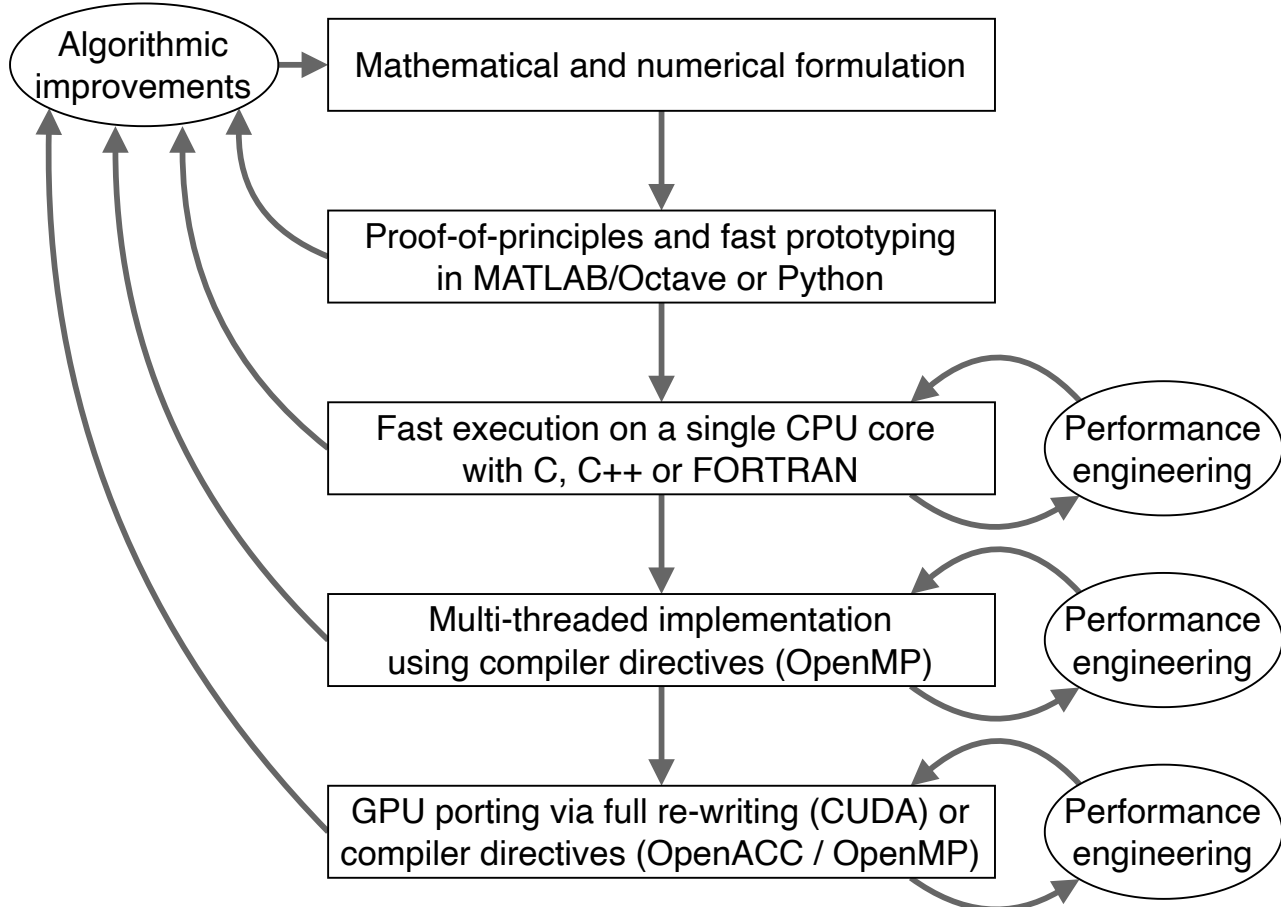 Algorithmic
improvements
Mathematical and numerical formulation
Proof-of-principles and fast prototyping
in MATLAB/Octave or Python
Fast execution on a single CPU core
with C, C++ or FORTRAN
Performance
engineering
Multi-threaded implementation
using compiler directives (OpenMP)
Performance
engineering
GPU porting via full re-writing (CUDA) or
compiler directives (OpenACC / OpenMP)
Performance
engineering